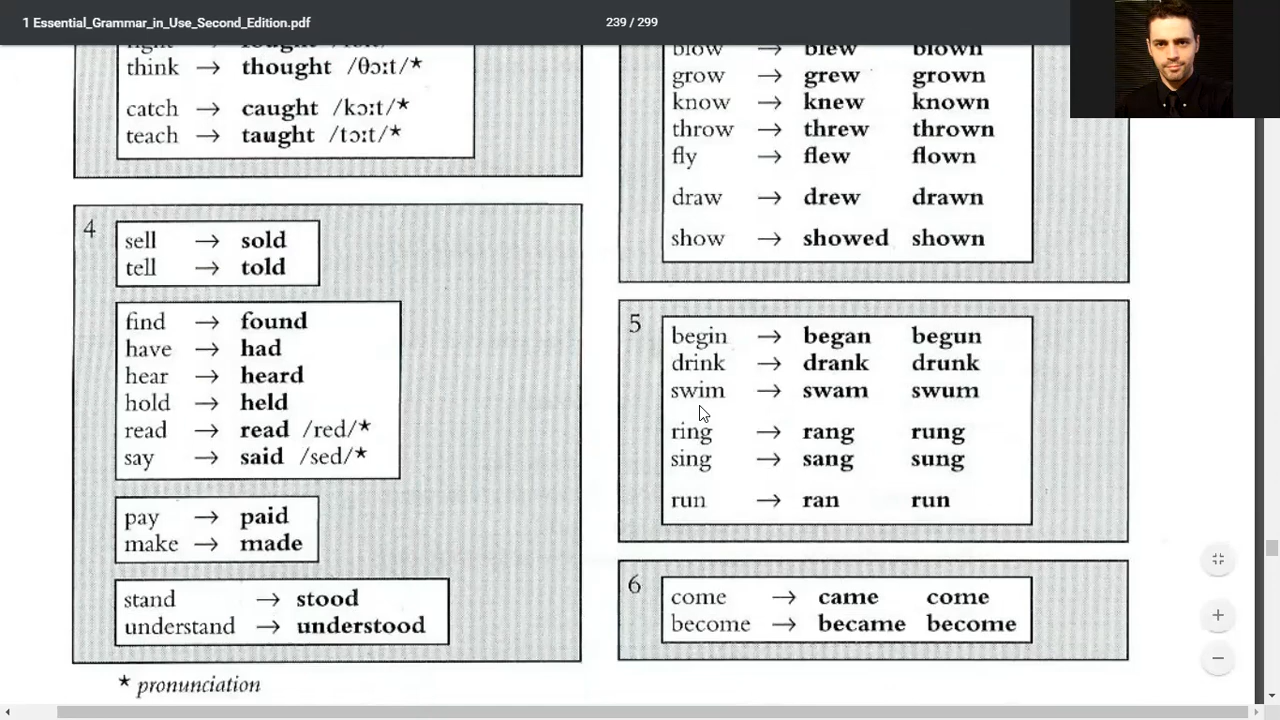 1 Essential_Grammar_in_Use_Second_Edition.pdf
239 / 299
think → thought /θɔːt/★
catch → caught /kɔːt/★
teach → taught /tɔːt/★
4
sell → sold
tell → told
find → found
have → had
hear → heard
hold → held
read → read /red/★
say → said /sed/★
pay → paid
make → made
stand → stood
understand → understood
★ pronunciation
blow → blew blown
grow → grew grown
know → knew known
throw → threw thrown
fly → flew flown
draw → drew drawn
show → showed shown
5
begin → began begun
drink → drank drunk
swim → swam swum
ring → rang rung
sing → sang sung
run → ran run
6
come → came come
become → became become